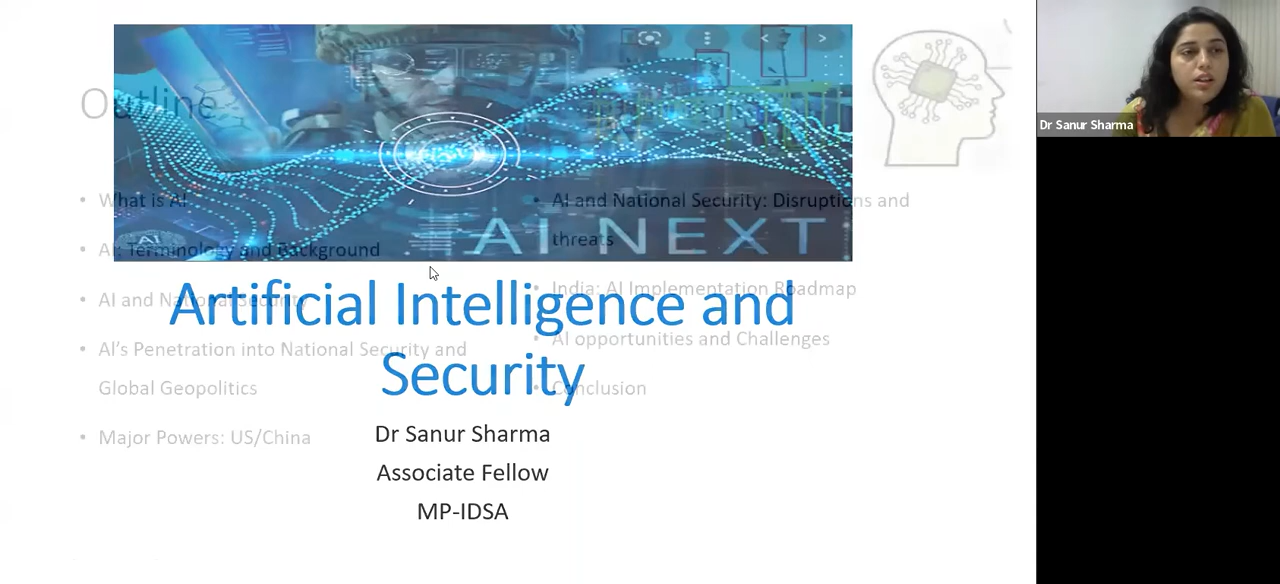 Outline
AI
AI NEXT
• What is AI
• AI: Terminology and Background
• AI and National Security
• AI's Penetration into National Security and
Global Geopolitics
• Major Powers: US/China
• AI and National Security: Disruptions and
threats
• India: AI Implementation Roadmap
• AI opportunities and Challenges
• Conclusion
Artificial Intelligence and
Security
Dr Sanur Sharma
Associate Fellow
MP-IDSA
Dr Sanur Sharma